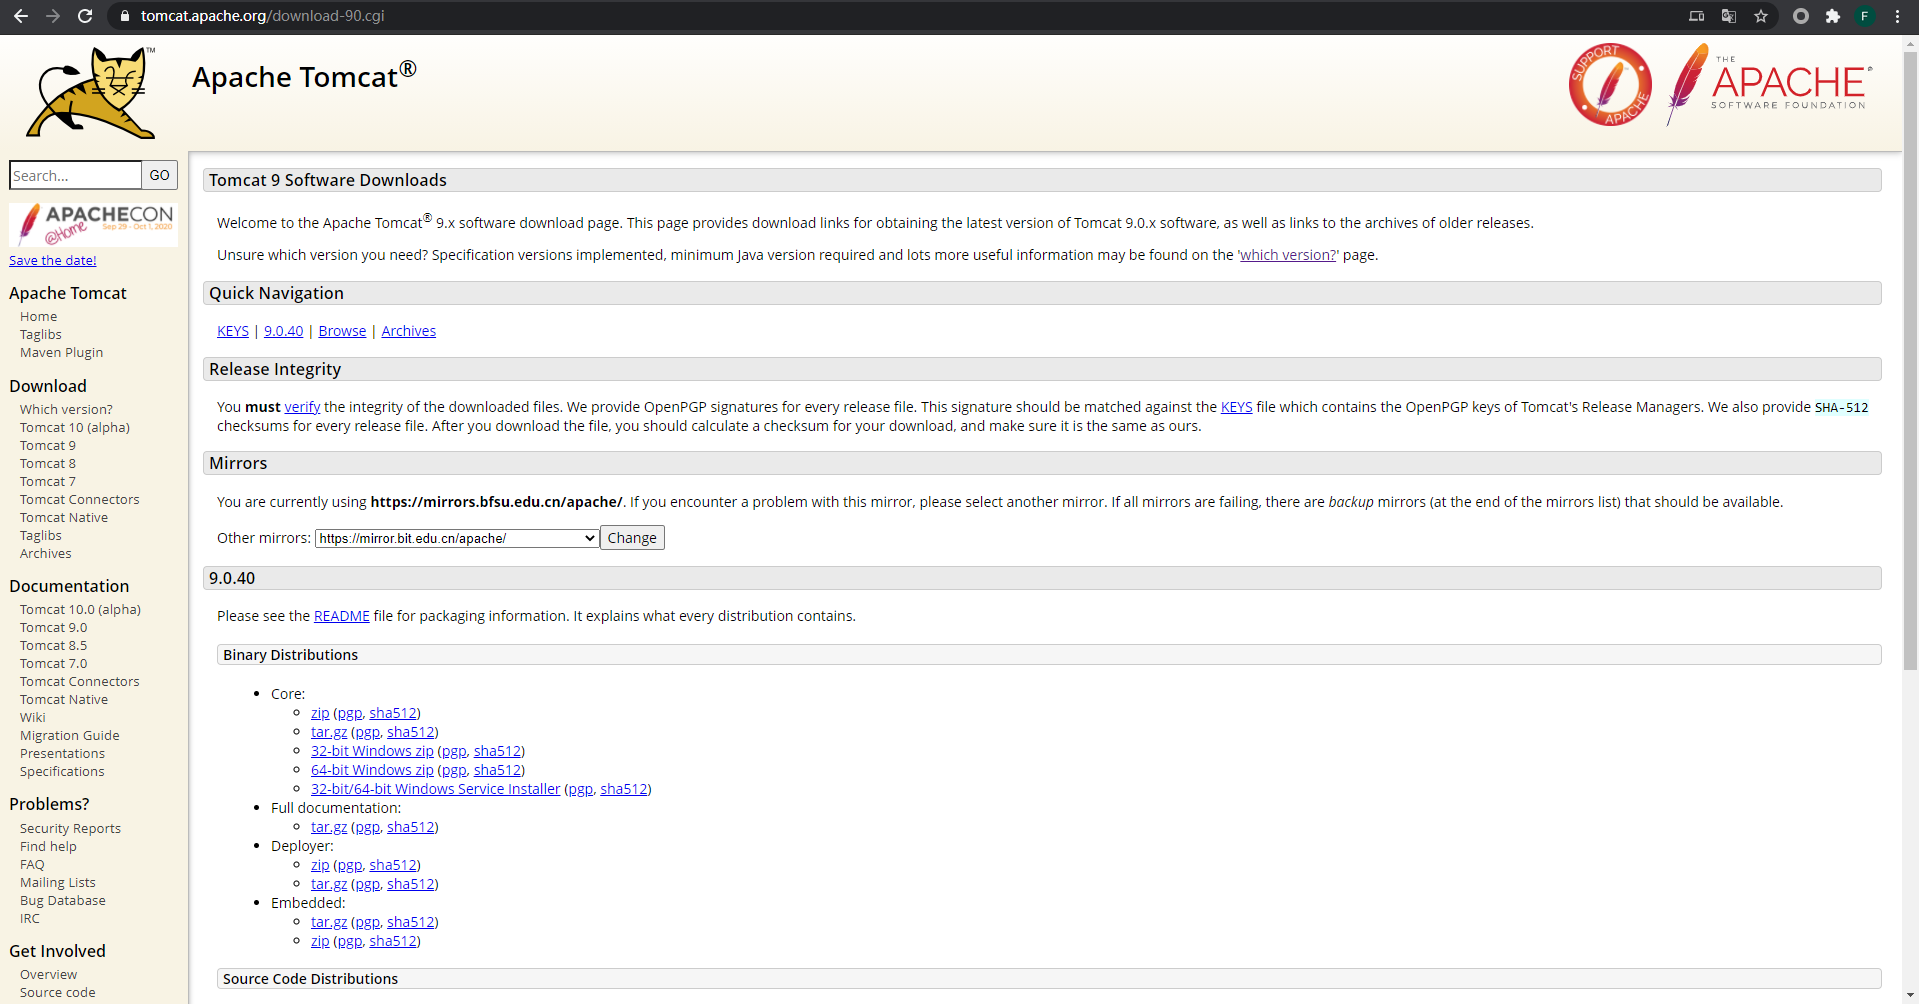 tomcat.apache.org/download-90.cgi
F
TM
Apache Tomcat®
SUPPORT APACHE
THE
APACHE®
SOFTWARE FOUNDATION
Search...
GO
APACHECON
@Home
Sep 29 - Oct 1, 2020
Save the date!
Apache Tomcat
Home
Taglibs
Maven Plugin
Download
Which version?
Tomcat 10 (alpha)
Tomcat 9
Tomcat 8
Tomcat 7
Tomcat Connectors
Tomcat Native
Taglibs
Archives
Documentation
Tomcat 10.0 (alpha)
Tomcat 9.0
Tomcat 8.5
Tomcat 7.0
Tomcat Connectors
Tomcat Native
Wiki
Migration Guide
Presentations
Specifications
Problems?
Security Reports
Find help
FAQ
Mailing Lists
Bug Database
IRC
Get Involved
Overview
Source code
Tomcat 9 Software Downloads
Welcome to the Apache Tomcat® 9.x software download page. This page provides download links for obtaining the latest version of Tomcat 9.0.x software, as well as links to the archives of older releases.
Unsure which version you need? Specification versions implemented, minimum Java version required and lots more useful information may be found on the 'which version?' page.
Quick Navigation
KEYS | 9.0.40 | Browse | Archives
Release Integrity
You must verify the integrity of the downloaded files. We provide OpenPGP signatures for every release file. This signature should be matched against the KEYS file which contains the OpenPGP keys of Tomcat's Release Managers. We also provide SHA-512
checksums for every release file. After you download the file, you should calculate a checksum for your download, and make sure it is the same as ours.
Mirrors
You are currently using https://mirrors.bfsu.edu.cn/apache/. If you encounter a problem with this mirror, please select another mirror. If all mirrors are failing, there are backup mirrors (at the end of the mirrors list) that should be available.
Other mirrors: https://mirror.bit.edu.cn/apache/ Change
9.0.40
Please see the README file for packaging information. It explains what every distribution contains.
Binary Distributions
• Core:
○ zip (pgp, sha512)
○ tar.gz (pgp, sha512)
○ 32-bit Windows zip (pgp, sha512)
○ 64-bit Windows zip (pgp, sha512)
○ 32-bit/64-bit Windows Service Installer (pgp, sha512)
• Full documentation:
○ tar.gz (pgp, sha512)
• Deployer:
○ zip (pgp, sha512)
○ tar.gz (pgp, sha512)
• Embedded:
○ tar.gz (pgp, sha512)
○ zip (pgp, sha512)
Source Code Distributions